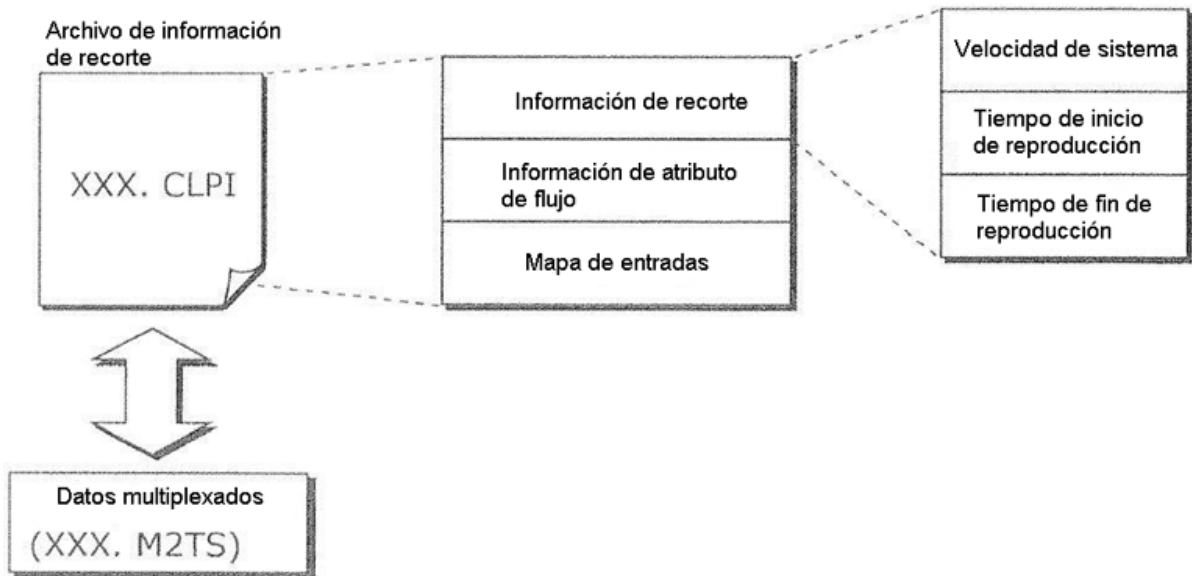 Archivo de información
de recorte
XXX. CLPI
Información de recorte
Información de atributo
de flujo
Mapa de entradas
Velocidad de sistema
Tiempo de inicio
de reproducción
Tiempo de fin de
reproducción
Datos multiplexados
(XXX. M2TS)